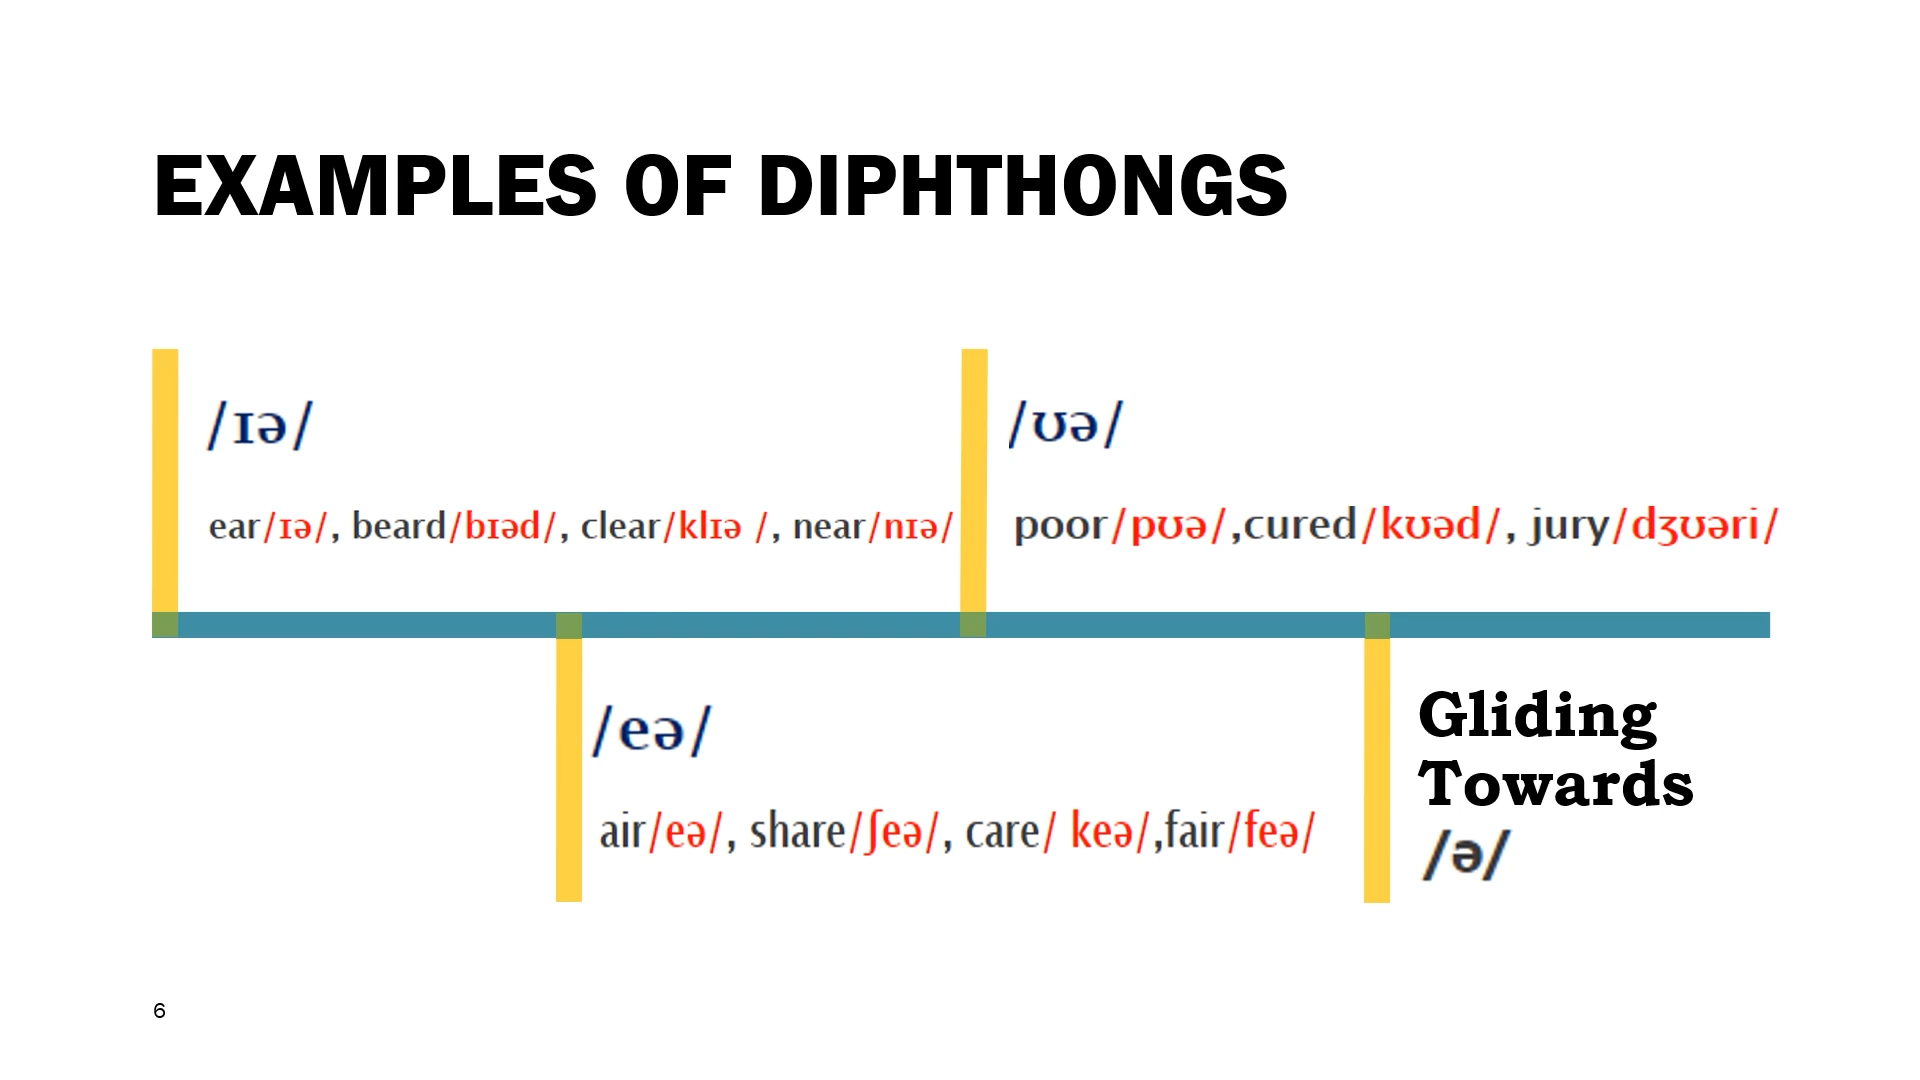 EXAMPLES OF DIPHTHONGS
/ɪə/
ear/ɪə/, beard/bɪəd/, clear/klɪə /, near/nɪə/
/ʊə/
poor/pʊə/,cured/kʊəd/, jury/dʒʊəri/
/eə/
air/eə/, share/ʃeə/, care/ keə/,fair/feə/
Gliding
Towards
/ə/
6